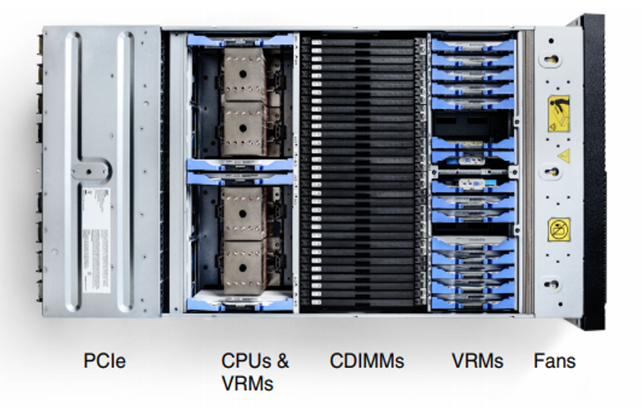 PCIe
CPUs &
VRMs
CDIMMs
VRMs
Fans